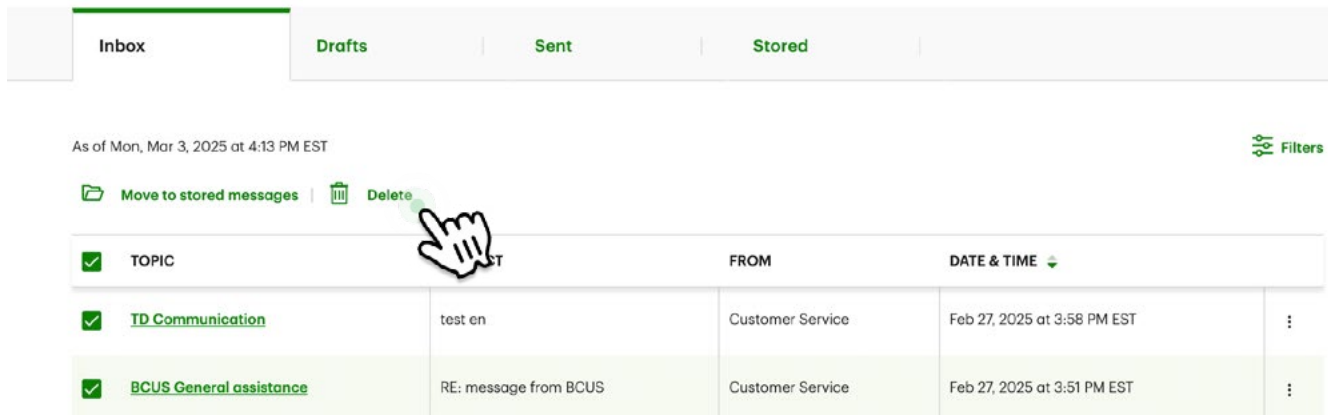 Inbox Drafts Sent Stored
As of Mon, Mar 3, 2025 at 4:13 PM EST
Filters
Move to stored messages Delete
TOPIC FROM DATE & TIME
TD Communication test en Customer Service Feb 27, 2025 at 3:58 PM EST
BCUS General assistance RE: message from BCUS Customer Service Feb 27, 2025 at 3:51 PM EST